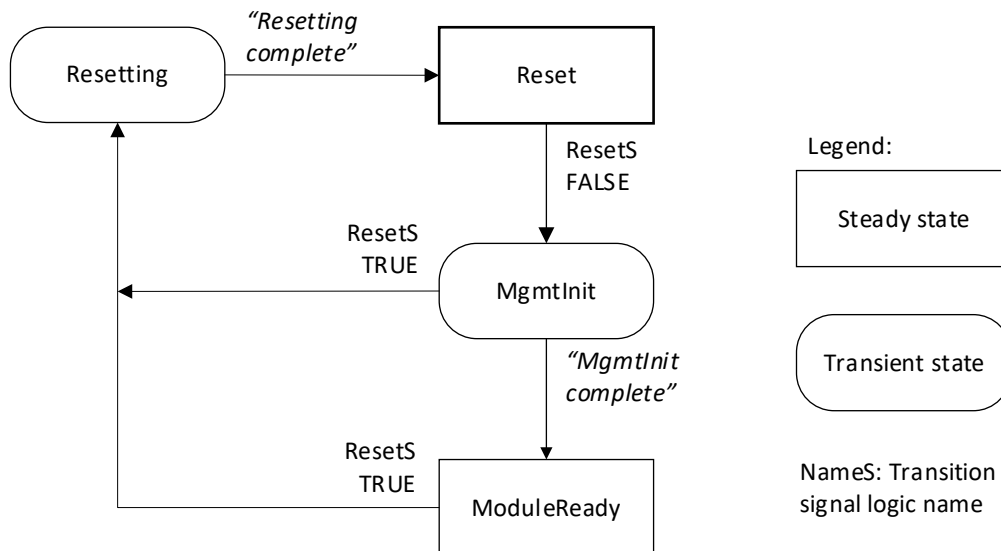 “Resetting
complete”
Resetting
Reset
ResetS
FALSE
Legend:
Steady state
ResetS
TRUE
MgmtInit
“MgmtInit
complete”
Transient state
ResetS
TRUE
ModuleReady
NameS: Transition
signal logic name